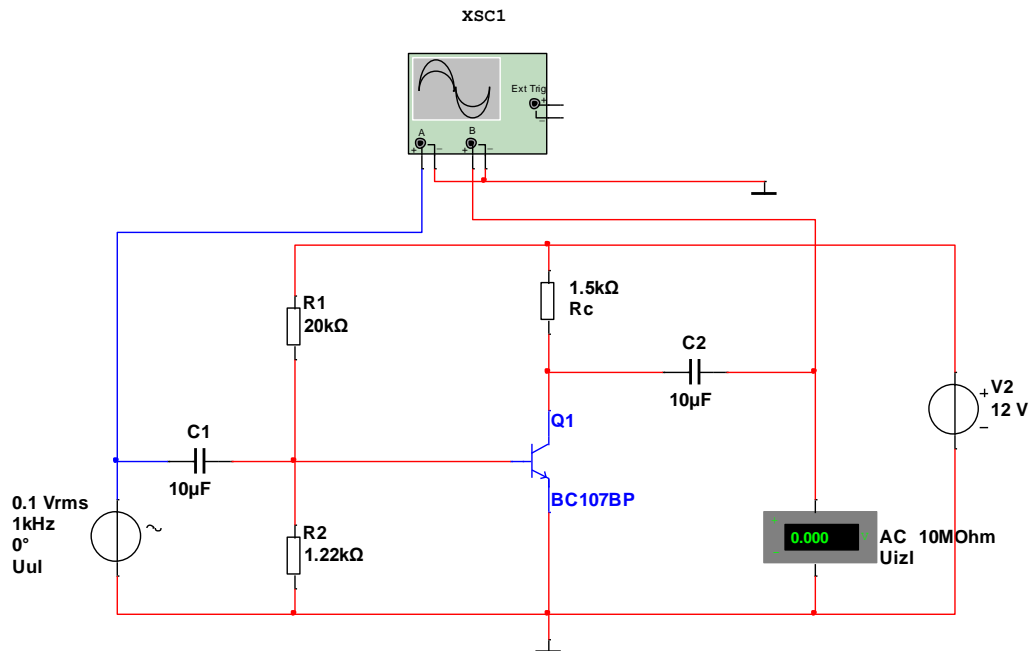 XSC1
Ext Trig
+
−
A
B
+
−
+
−
R1
20kΩ
1.5kΩ
Rc
C2
10µF
V2
12 V
+
−
C1
10µF
Q1
BC107BP
0.1 Vrms
1kHz
0°
Uul
R2
1.22kΩ
0.000
V
AC 10MOhm
Uizl